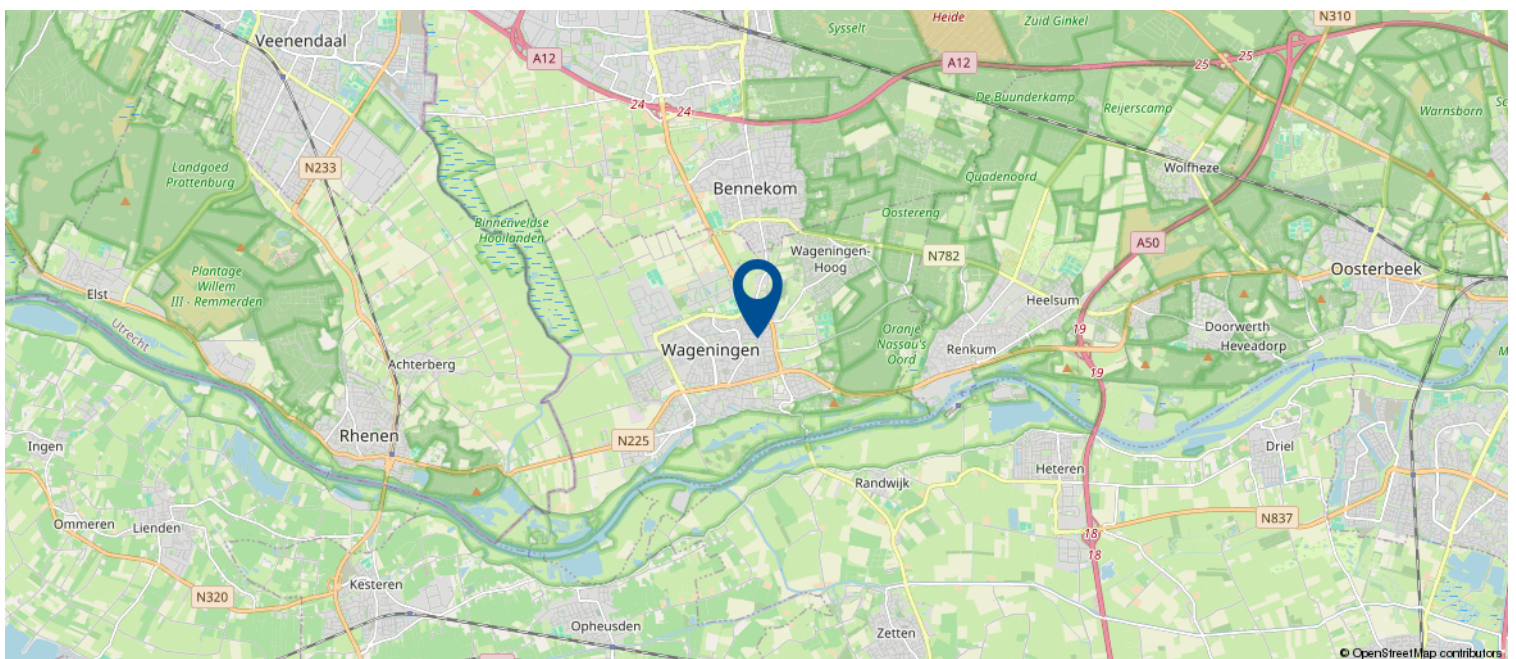 Heide
Zuid Ginkel
N310
Sysselt
Veenendaal
A12
A12
25
25
24
24
De Buunderkamp
Reijerscamp
Warnsborn
Landgoed
Prattenburg
N233
Wolfheze
Quadenoord
Bennekom
Oostereng
Binnenveldse
Hooilanden
A50
Wageningen-
Hoog
N782
Plantage
Willem
III - Remmerden
Oosterbeek
Elst
Heelsum
Utrecht
19
Doorwerth
Oranje
Nassau's
Oord
Heveadorp
Wageningen
Renkum
Achterberg
19
Rhenen
N225
Ingen
Driel
Heteren
Randwijk
Ommeren
Lienden
N837
18
18
Kesteren
N320
Opheusden
Zetten
© OpenStreetMap contributors